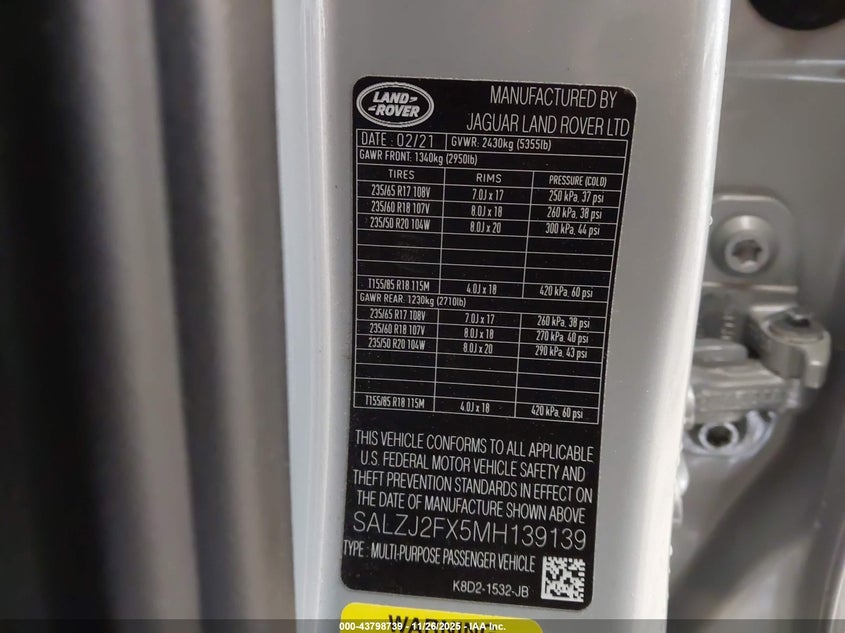 LAND
ROVER
MANUFACTURED BY
JAGUAR LAND ROVER LTD
DATE : 02/21 GVWR: 2430kg (5355lb)
GAWR FRONT: 1340kg (2950lb)
TIRES RIMS PRESSURE (COLD)
235/65 R17 108V 7.0J x 17 250 kPa, 37 psi
235/60 R18 107V 8.0J x 18 260 kPa, 38 psi
235/50 R20 104W 8.0J x 20 300 kPa, 44 psi
T155/85 R18 115M 4.0J x 18 420 kPa, 60 psi
GAWR REAR: 1230kg (2710lb)
235/65 R17 108V 7.0J x 17 260 kPa, 38 psi
235/60 R18 107V 8.0J x 18 270 kPa, 40 psi
235/50 R20 104W 8.0J x 20 290 kPa, 43 psi
T155/85 R18 115M 4.0J x 18 420 kPa, 60 psi
THIS VEHICLE CONFORMS TO ALL APPLICABLE
U.S. FEDERAL MOTOR VEHICLE SAFETY AND
THEFT PREVENTION STANDARDS IN EFFECT ON
THE DATE OF MANUFACTURE SHOWN ABOVE
SALZJ2FX5MH139139
TYPE : MULTI-PURPOSE PASSENGER VEHICLE
K8D2-1532-JB
WARNING
© 000-43798739 - 11/26/2025 - IAA Inc.